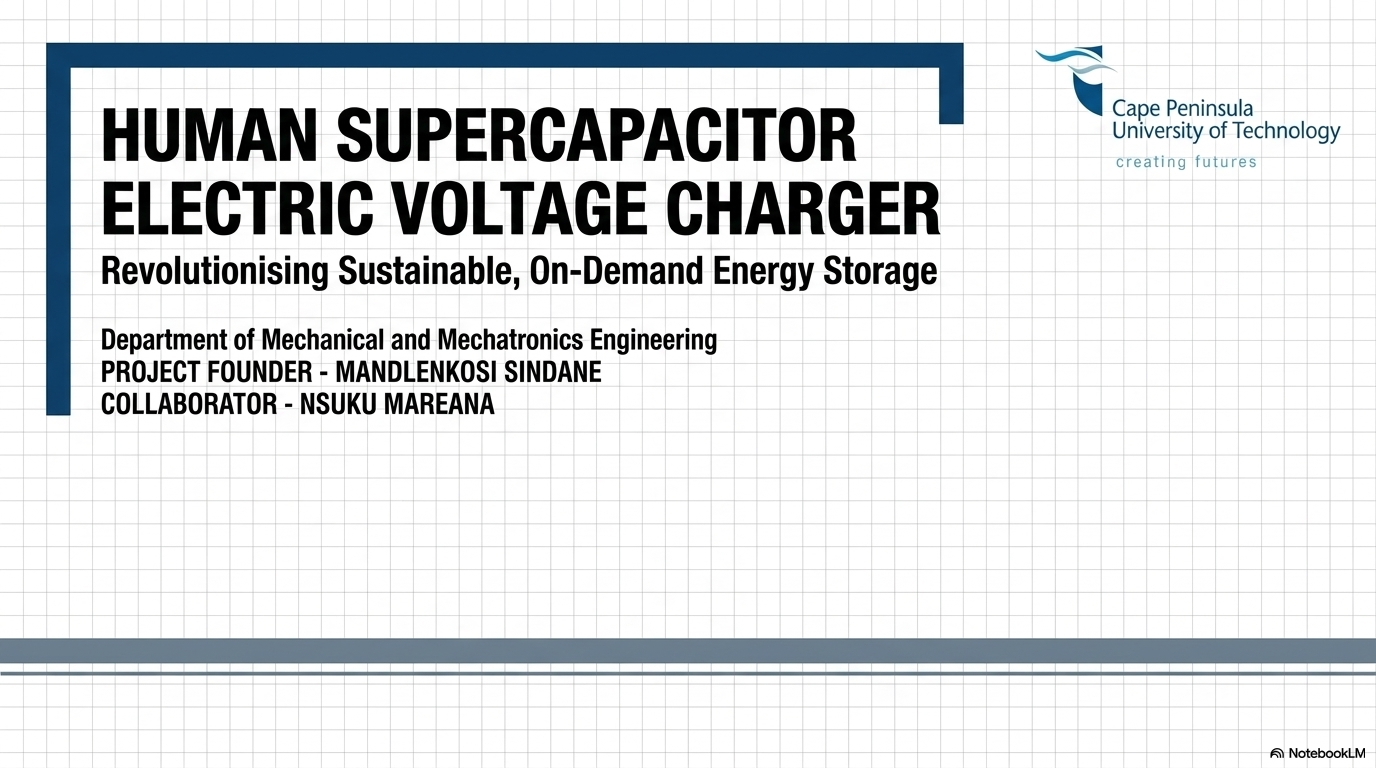 HUMAN SUPERCAPACITOR
ELECTRIC VOLTAGE CHARGER
Revolutionising Sustainable, On-Demand Energy Storage
Department of Mechanical and Mechatronics Engineering
PROJECT FOUNDER - MANDLENKOSI SINDANE
COLLABORATOR - NSUKU MAREANA
Cape Peninsula
University of Technology
creating futures
NotebookLM